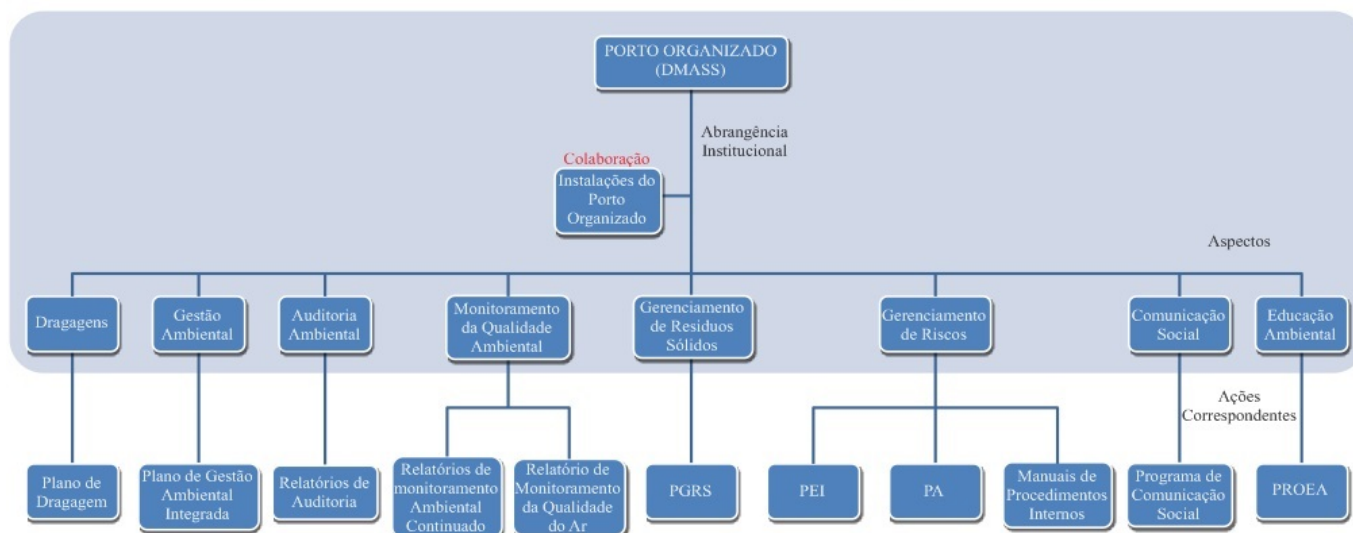 PORTO ORGANIZADO
(DMASS)
Abrangência
Institucional
Colaboração
Instalações do
Porto
Organizado
Aspectos
Dragagens
Gestão
Ambiental
Auditoria
Ambiental
Monitoramento
da Qualidade
Ambiental
Gerenciamento
de Resíduos
Sólidos
Gerenciamento
de Riscos
Comunicação
Social
Educação
Ambiental
Ações
Correspondentes
Plano de
Dragagem
Plano de Gestão
Ambiental
Integrada
Relatórios de
Auditoria
Relatórios de
monitoramento
Ambiental
Continuado
Relatório de
Monitoramento
da Qualidade
do Ar
PGRS
PEI
PA
Manuais de
Procedimentos
Internos
Programa de
Comunicação
Social
PROEA